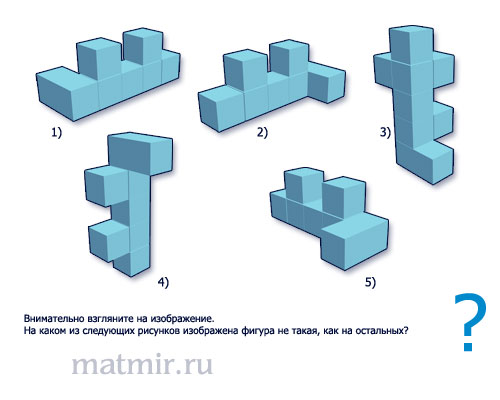 1)
2)
3)
4)
5)
Внимательно взгляните на изображение.
На каком из следующих рисунков изображена фигура не такая, как на остальных?
?
matmir.ru